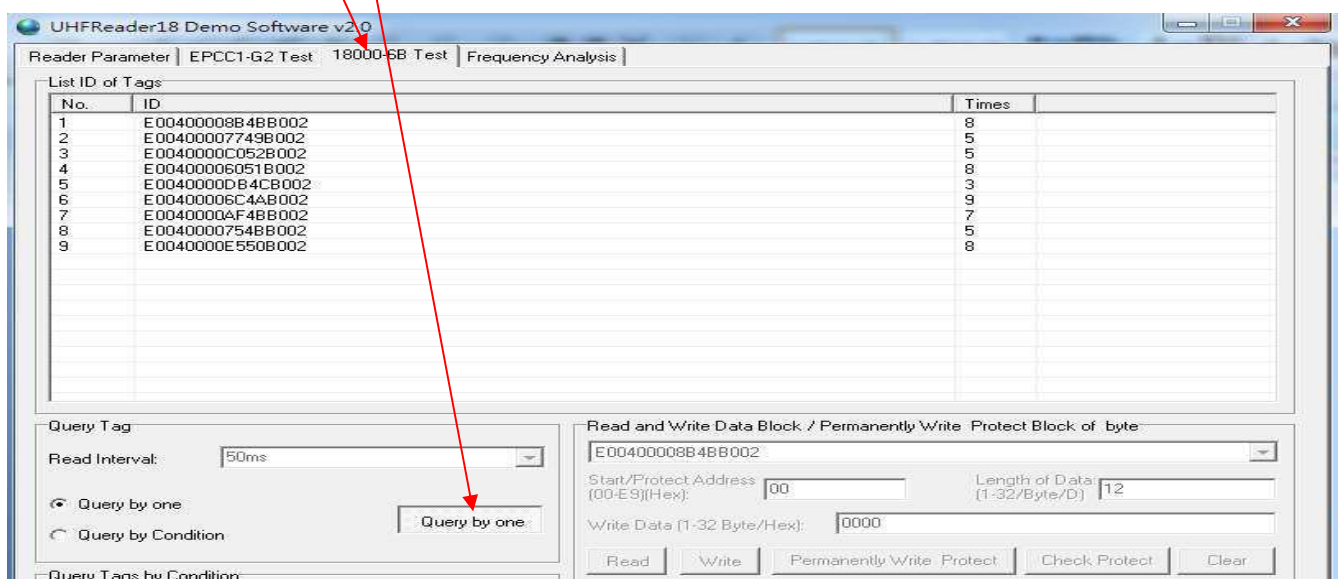 UHFReader18 Demo Software v2.0
Reader Parameter EPCC1-G2 Test 18000-6B Test Frequency Analysis
List ID of Tags
No. ID Times
1 E00400008B4BB002 8
2 E00400007749B002 5
3 E0040000C052B002 5
4 E00400006051B002 8
5 E0040000DB4CB002 3
6 E00400006C4AB002 9
7 E0040000AF4BB002 7
8 E0040000754BB002 5
9 E0040000E550B002 8
Query Tag
Read Interval: 50ms
Query by one
Query by one
Query by Condition
Query Tags by Condition
Read and Write Data Block / Permanently Write Protect Block of byte
E00400008B4BB002
Start/Protect Address
(00-E9)(Hex): 00
Length of Data:
(1-32/Byte/D) 12
Write Data (1-32 Byte/Hex): 0000
Read Write Permanently Write Protect Check Protect Clear